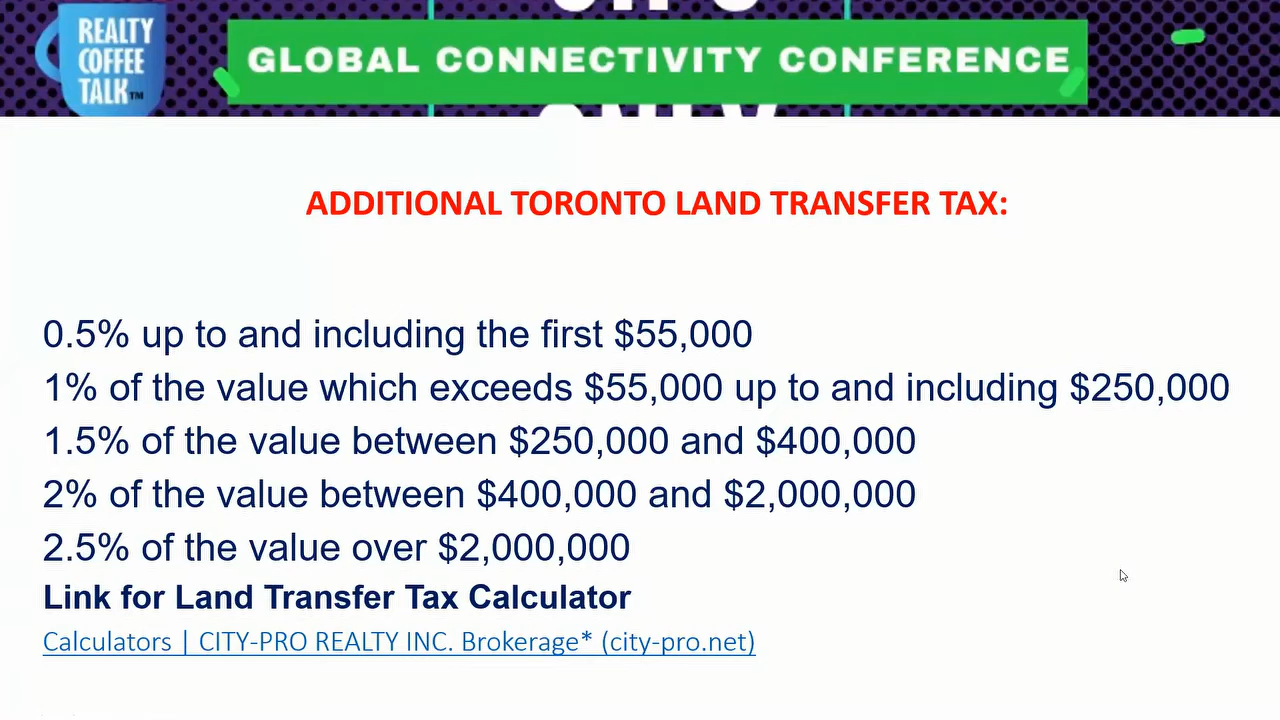 REALTY
COFFEE
TALK™
GLOBAL CONNECTIVITY CONFERENCE
ADDITIONAL TORONTO LAND TRANSFER TAX:
0.5% up to and including the first $55,000
1% of the value which exceeds $55,000 up to and including $250,000
1.5% of the value between $250,000 and $400,000
2% of the value between $400,000 and $2,000,000
2.5% of the value over $2,000,000
Link for Land Transfer Tax Calculator
Calculators | CITY-PRO REALTY INC. Brokerage* (city-pro.net)